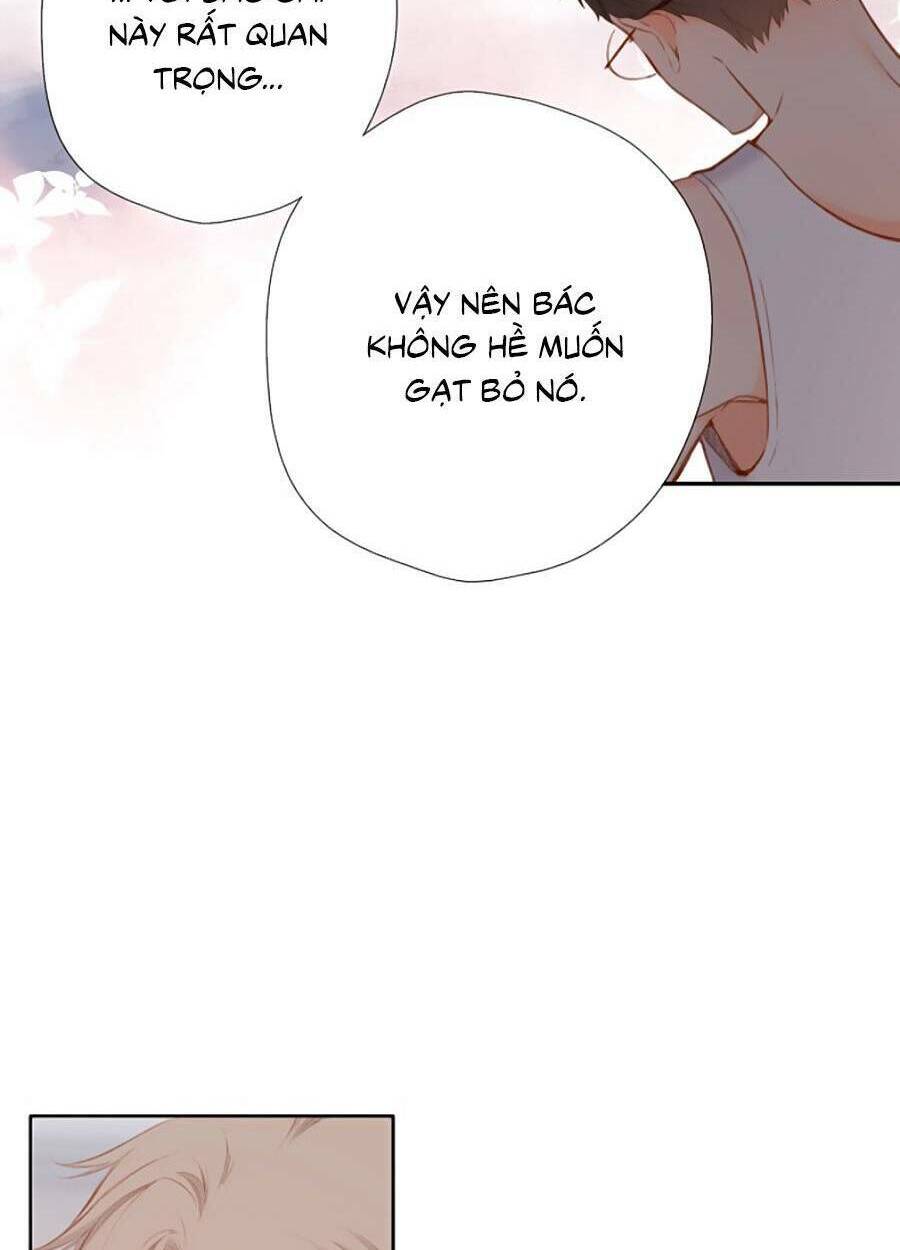 NÀY RẤT QUAN
TRỌNG...
VẬY NÊN BÁC
KHÔNG HỀ MUỐN
GẠT BỎ NÓ.